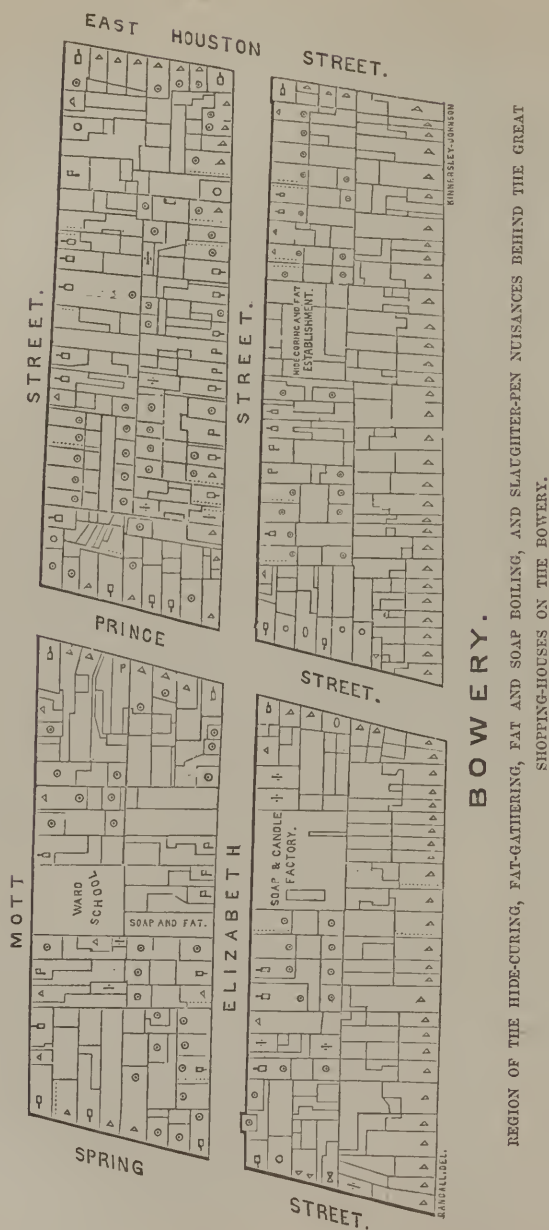 EAST HOUSTON STREET.
MOTT STREET.
PRINCE STREET.
ELIZABETH STREET.
SPRING STREET.
WARD SCHOOL
SOAP AND FAT.
SOAP & CANDLE FACTORY.
HIDE CURING AND FAT ESTABLISHMENT.
P
P
P
P
P
P
P
P
P
P
P
P
P
KINNERSLEY-JOHNSON
RANDALL.DEL.
BOWERY.
REGION OF THE HIDE-CURING, FAT-GATHERING, FAT AND SOAP BOILING, AND SLAUGHTER-PEN NUISANCES BEHIND THE GREAT
SHOPPING-HOUSES ON THE BOWERY.